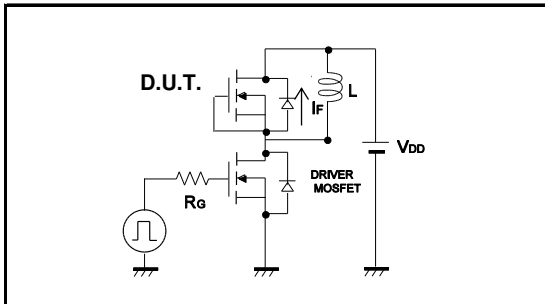 D.U.T.
L
IF
VDD
DRIVER
MOSFET
RG